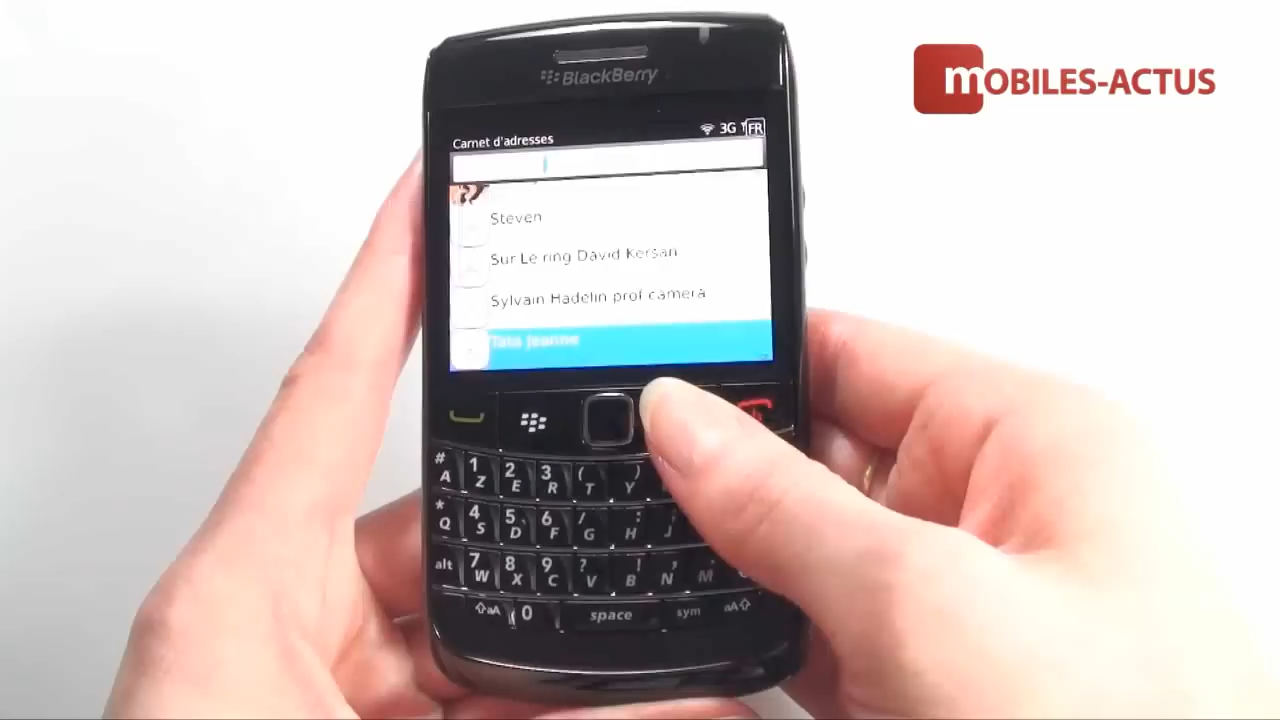 mOBILES-ACTUS
BlackBerry
Carnet d'adresses 3G FR
Steven
Sur Le ring David Kersan
Sylvain Hadelin prof camera
Tata Jeanne
# 1 2 3 ( )
A Z E R T Y
* 4 5 6 / :
Q S D F G H J
alt 7 8 9 ? ! ,
W X C V B N M
aA 0 space sym aA